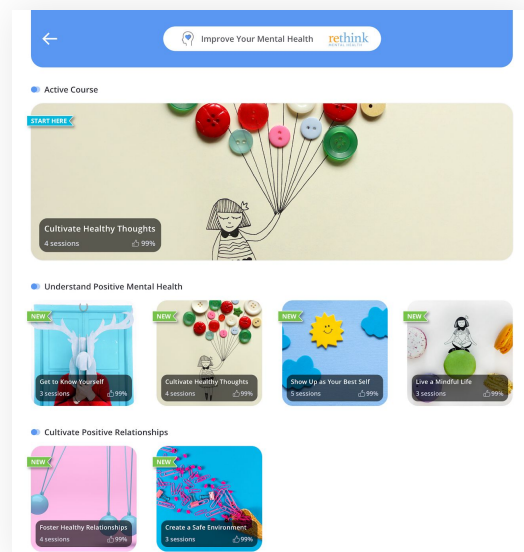 Improve Your Mental Health
rethink
MENTAL HEALTH
Active Course
START HERE
Cultivate Healthy Thoughts
4 sessions 99%
Understand Positive Mental Health
NEW
Get to Know Yourself
3 sessions 99%
NEW
Cultivate Healthy Thoughts
4 sessions 99%
NEW
Show Up as Your Best Self
5 sessions 99%
NEW
Live a Mindful Life
3 sessions 99%
Cultivate Positive Relationships
NEW
Foster Healthy Relationships
4 sessions 99%
NEW
Create a Safe Environment
3 sessions 99%